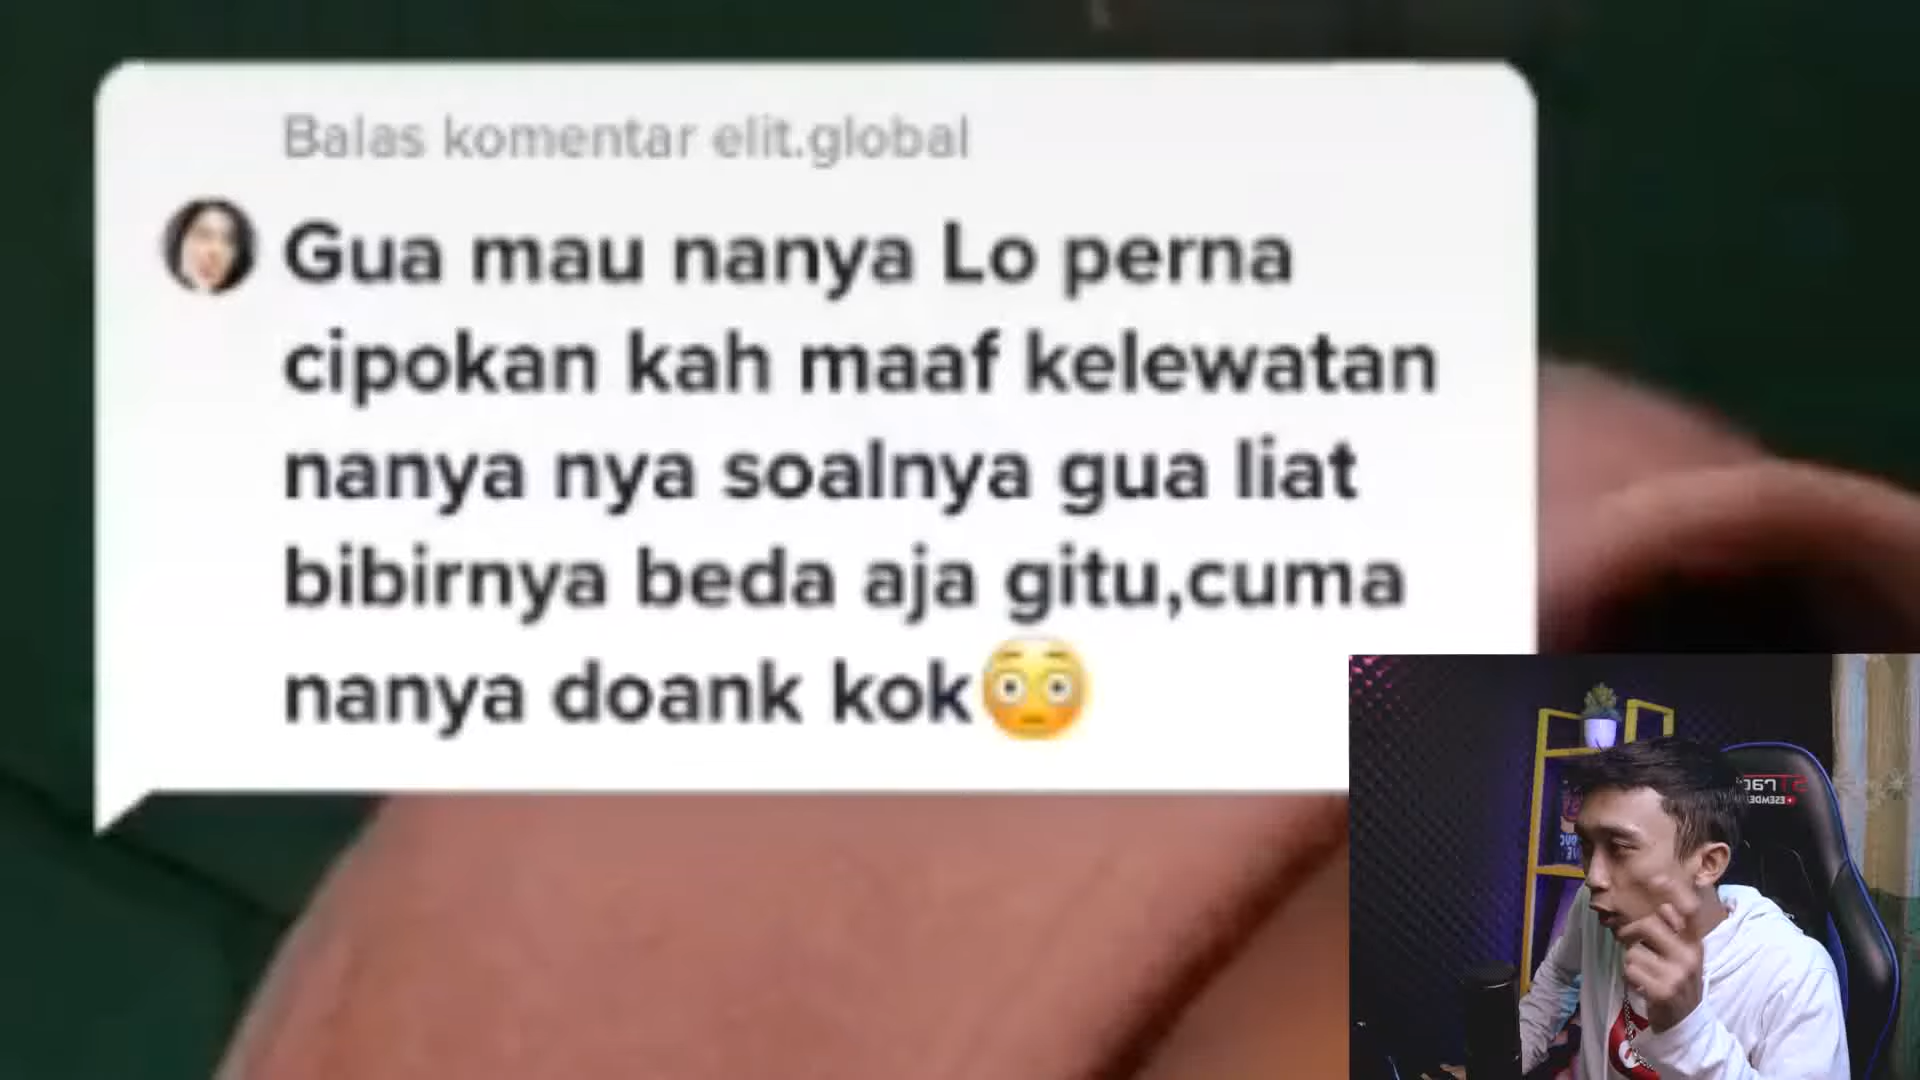 Balas komentar elit.global
Gua mau nanya Lo perna
cipokan kah maaf kelewatan
nanya nya soalnya gua liat
bibirnya beda aja gitu,cuma
nanya doank kok😳